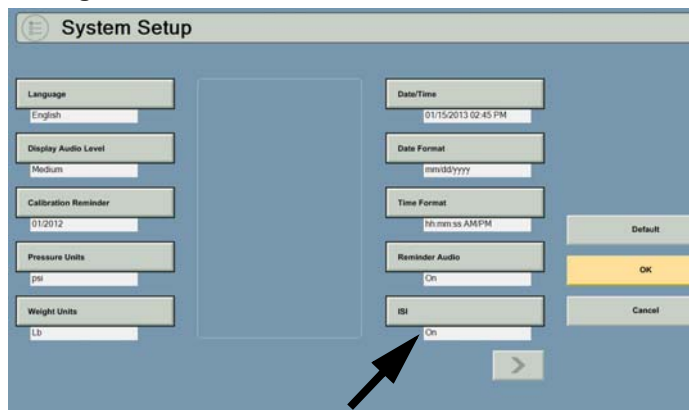 System Setup
Language
English
Display Audio Level
Medium
Calibration Reminder
01/2012
Pressure Units
psi
Weight Units
Lb
Date/Time
01/15/2013 02:45 PM
Date Format
mm/dd/yyyy
Time Format
hh:mm:ss AM/PM
Reminder Audio
On
ISI
On
Default
OK
Cancel